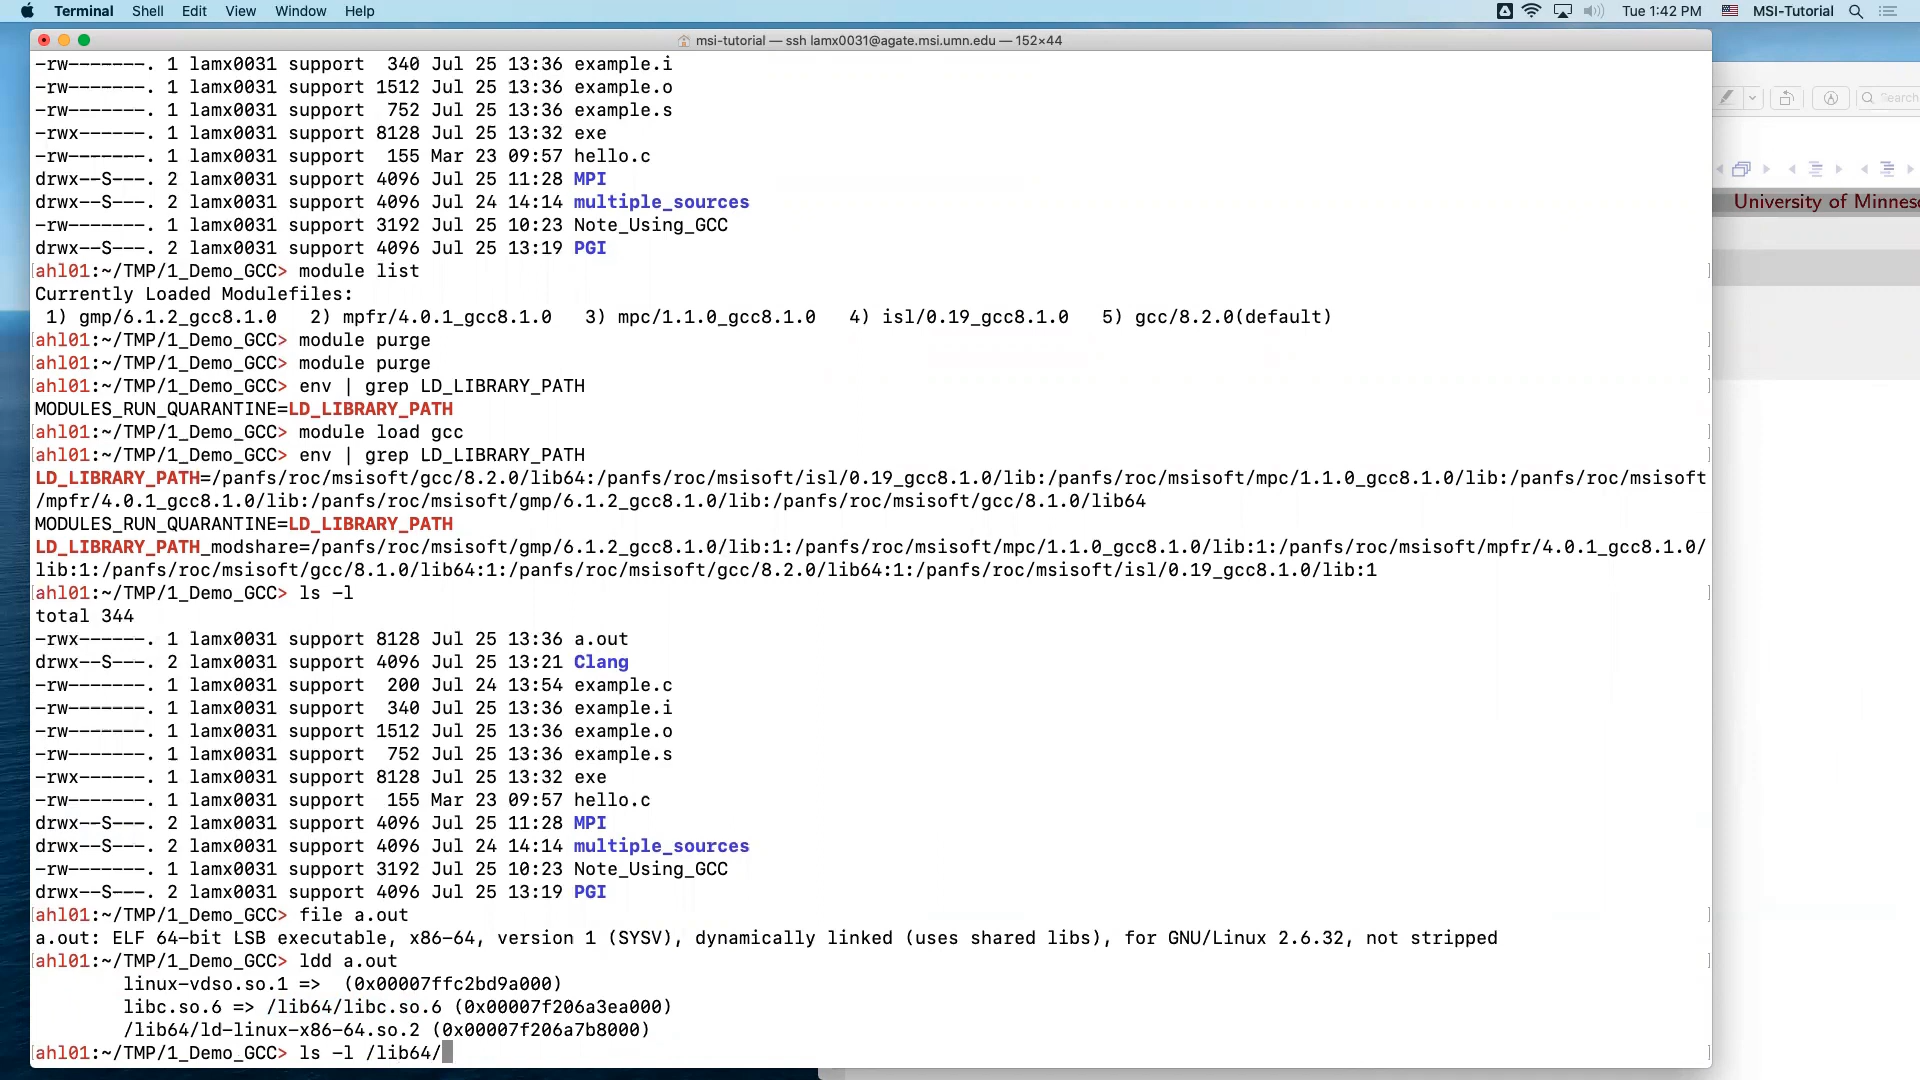 Terminal Shell Edit View Window Help Tue 1:42 PM MSI-Tutorial
msi-tutorial — ssh lamx0031@agate.msi.umn.edu — 152×44
-rw-------. 1 lamx0031 support  340 Jul 25 13:36 example.i
-rw-------. 1 lamx0031 support 1512 Jul 25 13:36 example.o
-rw-------. 1 lamx0031 support  752 Jul 25 13:36 example.s
-rwx------. 1 lamx0031 support 8128 Jul 25 13:32 exe
-rw-------. 1 lamx0031 support  155 Mar 23 09:57 hello.c
drwx--S---. 2 lamx0031 support 4096 Jul 25 11:28 MPI
drwx--S---. 2 lamx0031 support 4096 Jul 24 14:14 multiple_sources
-rw-------. 1 lamx0031 support 3192 Jul 25 10:23 Note_Using_GCC
drwx--S---. 2 lamx0031 support 4096 Jul 25 13:19 PGI
[ahl01:~/TMP/1_Demo_GCC> module list ]
Currently Loaded Modulefiles:
 1) gmp/6.1.2_gcc8.1.0   2) mpfr/4.0.1_gcc8.1.0   3) mpc/1.1.0_gcc8.1.0   4) isl/0.19_gcc8.1.0   5) gcc/8.2.0(default)
[ahl01:~/TMP/1_Demo_GCC> module purge ]
[ahl01:~/TMP/1_Demo_GCC> module purge ]
[ahl01:~/TMP/1_Demo_GCC> env | grep LD_LIBRARY_PATH ]
MODULES_RUN_QUARANTINE=LD_LIBRARY_PATH
[ahl01:~/TMP/1_Demo_GCC> module load gcc ]
[ahl01:~/TMP/1_Demo_GCC> env | grep LD_LIBRARY_PATH ]
LD_LIBRARY_PATH=/panfs/roc/msisoft/gcc/8.2.0/lib64:/panfs/roc/msisoft/isl/0.19_gcc8.1.0/lib:/panfs/roc/msisoft/mpc/1.1.0_gcc8.1.0/lib:/panfs/roc/msisoft
/mpfr/4.0.1_gcc8.1.0/lib:/panfs/roc/msisoft/gmp/6.1.2_gcc8.1.0/lib:/panfs/roc/msisoft/gcc/8.1.0/lib64
MODULES_RUN_QUARANTINE=LD_LIBRARY_PATH
LD_LIBRARY_PATH_modshare=/panfs/roc/msisoft/gmp/6.1.2_gcc8.1.0/lib:1:/panfs/roc/msisoft/mpc/1.1.0_gcc8.1.0/lib:1:/panfs/roc/msisoft/mpfr/4.0.1_gcc8.1.0/
lib:1:/panfs/roc/msisoft/gcc/8.1.0/lib64:1:/panfs/roc/msisoft/gcc/8.2.0/lib64:1:/panfs/roc/msisoft/isl/0.19_gcc8.1.0/lib:1
[ahl01:~/TMP/1_Demo_GCC> ls -l ]
total 344
-rwx------. 1 lamx0031 support 8128 Jul 25 13:36 a.out
drwx--S---. 2 lamx0031 support 4096 Jul 25 13:21 Clang
-rw-------. 1 lamx0031 support  200 Jul 24 13:54 example.c
-rw-------. 1 lamx0031 support  340 Jul 25 13:36 example.i
-rw-------. 1 lamx0031 support 1512 Jul 25 13:36 example.o
-rw-------. 1 lamx0031 support  752 Jul 25 13:36 example.s
-rwx------. 1 lamx0031 support 8128 Jul 25 13:32 exe
-rw-------. 1 lamx0031 support  155 Mar 23 09:57 hello.c
drwx--S---. 2 lamx0031 support 4096 Jul 25 11:28 MPI
drwx--S---. 2 lamx0031 support 4096 Jul 24 14:14 multiple_sources
-rw-------. 1 lamx0031 support 3192 Jul 25 10:23 Note_Using_GCC
drwx--S---. 2 lamx0031 support 4096 Jul 25 13:19 PGI
[ahl01:~/TMP/1_Demo_GCC> file a.out ]
a.out: ELF 64-bit LSB executable, x86-64, version 1 (SYSV), dynamically linked (uses shared libs), for GNU/Linux 2.6.32, not stripped
[ahl01:~/TMP/1_Demo_GCC> ldd a.out ]
        linux-vdso.so.1 =>  (0x00007ffc2bd9a000)
        libc.so.6 => /lib64/libc.so.6 (0x00007f206a3ea000)
        /lib64/ld-linux-x86-64.so.2 (0x00007f206a7b8000)
[ahl01:~/TMP/1_Demo_GCC> ls -l /lib64/ ]
Search
University of Minnes